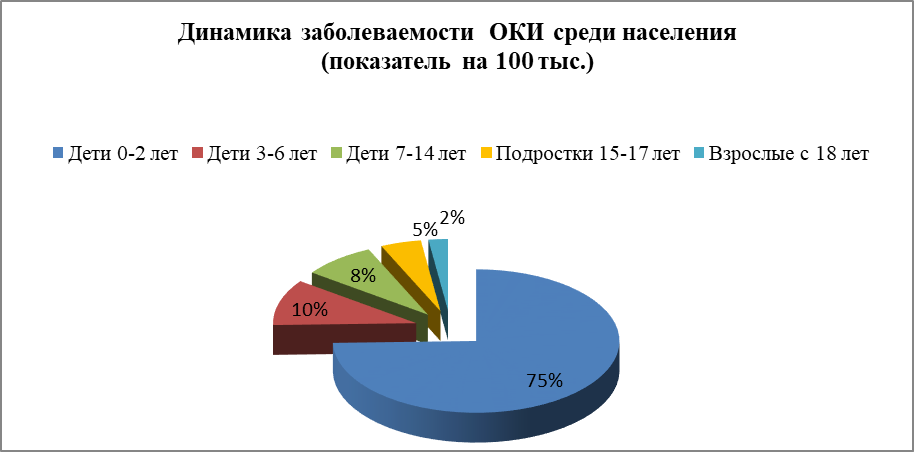 Динамика заболеваемости ОКИ среди населения
(показатель на 100 тыс.)
Дети 0-2 лет Дети 3-6 лет Дети 7-14 лет Подростки 15-17 лет Взрослые с 18 лет
5% 2%
8%
10%
75%